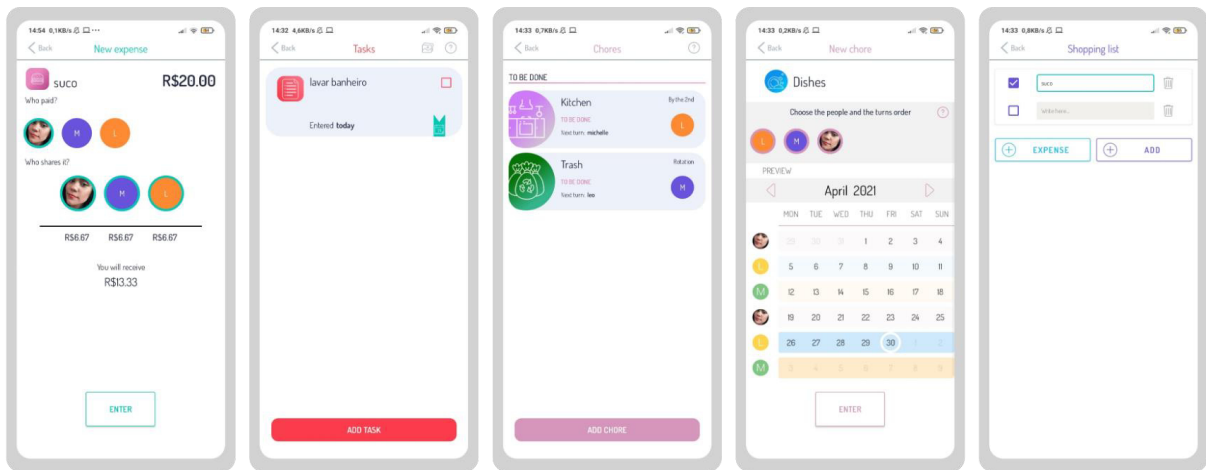 14:54 0,1KB/s
Back New expense
suco R$20.00
Who paid?
M L
Who shares it?
M L
R$6.67 R$6.67 R$6.67
You will receive
R$13.33
ENTER
14:32 4,6KB/s
Back Tasks
lavar banheiro
Entered today
ADD TASK
14:33 0,7KB/s
Back Chores
TO BE DONE
Kitchen By the 2nd
TO BE DONE L
Next turn: michelle
Trash Rotation
TO BE DONE M
Next turn: leo
ADD CHORE
14:33 0,2KB/s
Back New chore
Dishes
Choose the people and the turns order
L M
PREVIEW
April 2021
MON TUE WED THU FRI SAT SUN
29 30 31 1 2 3 4
L 5 6 7 8 9 10 11
M 12 13 14 15 16 17 18
19 20 21 22 23 24 25
L 26 27 28 29 30 1 2
M 3 4 5 6 7 8 9
ENTER
14:33 0,8KB/s
Back Shopping list
suco
Write here...
EXPENSE ADD